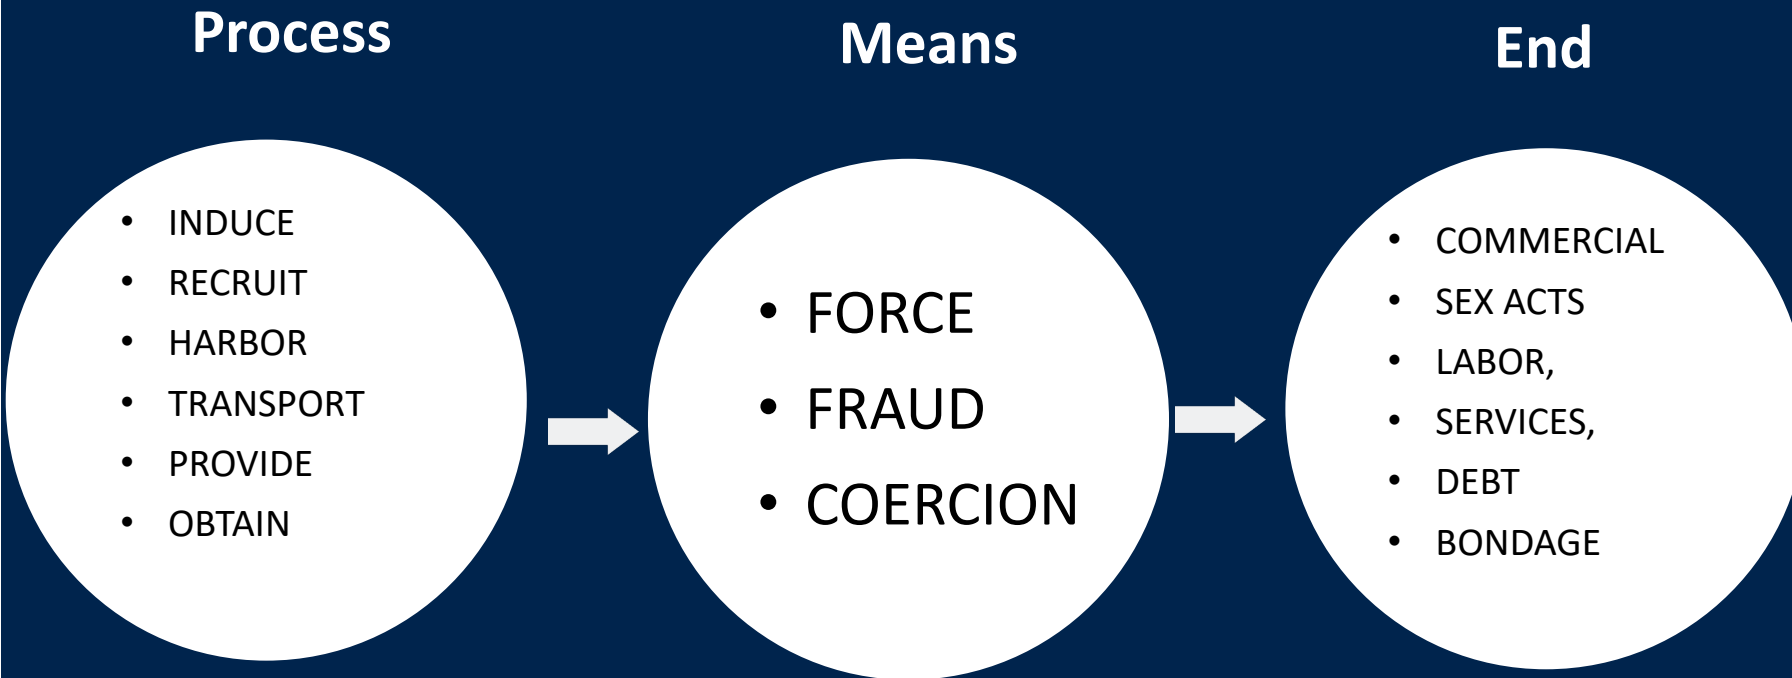 Process
• INDUCE
• RECRUIT
• HARBOR
• TRANSPORT
• PROVIDE
• OBTAIN
Means
• FORCE
• FRAUD
• COERCION
End
• COMMERCIAL
• SEX ACTS
• LABOR,
• SERVICES,
• DEBT
• BONDAGE